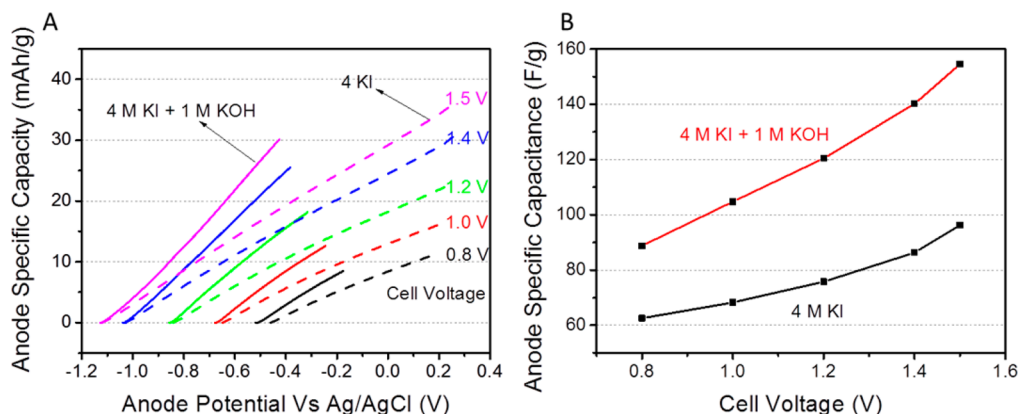 A
Anode Specific Capacity (mAh/g)
40
30
20
10
0
-1.2 -1.0 -0.8 -0.6 -0.4 -0.2 0.0 0.2 0.4
Anode Potential Vs Ag/AgCl (V)
4 M KI + 1 M KOH
4 KI
1.5 V
1.4 V
1.2 V
1.0 V
0.8 V
Cell Voltage
B
Anode Specific Capacitance (F/g)
160
140
120
100
80
60
0.8 1.0 1.2 1.4 1.6
Cell Voltage (V)
4 M KI + 1 M KOH
4 M KI